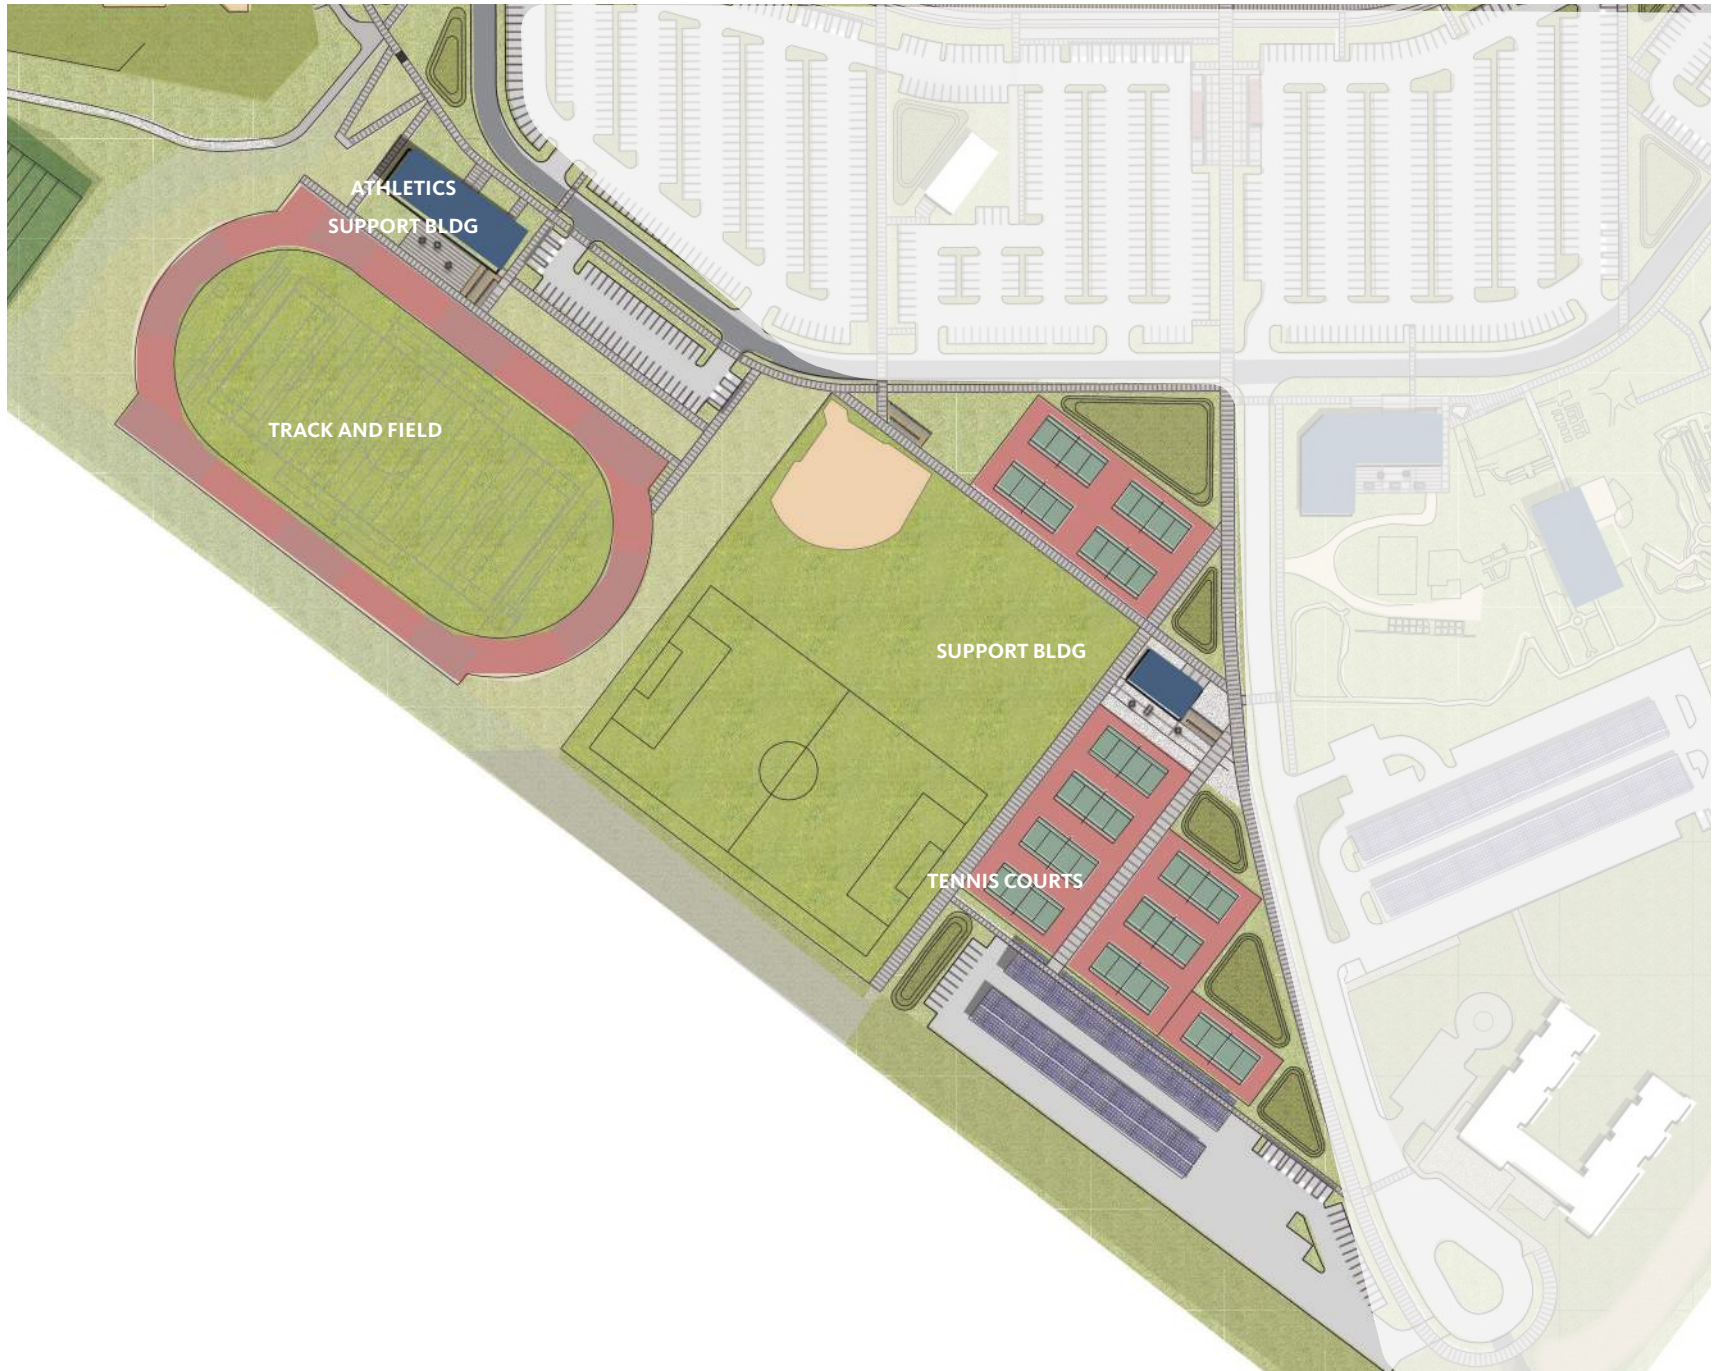 ATHLETICS
SUPPORT BLDG
TRACK AND FIELD
SUPPORT BLDG
TENNIS COURTS